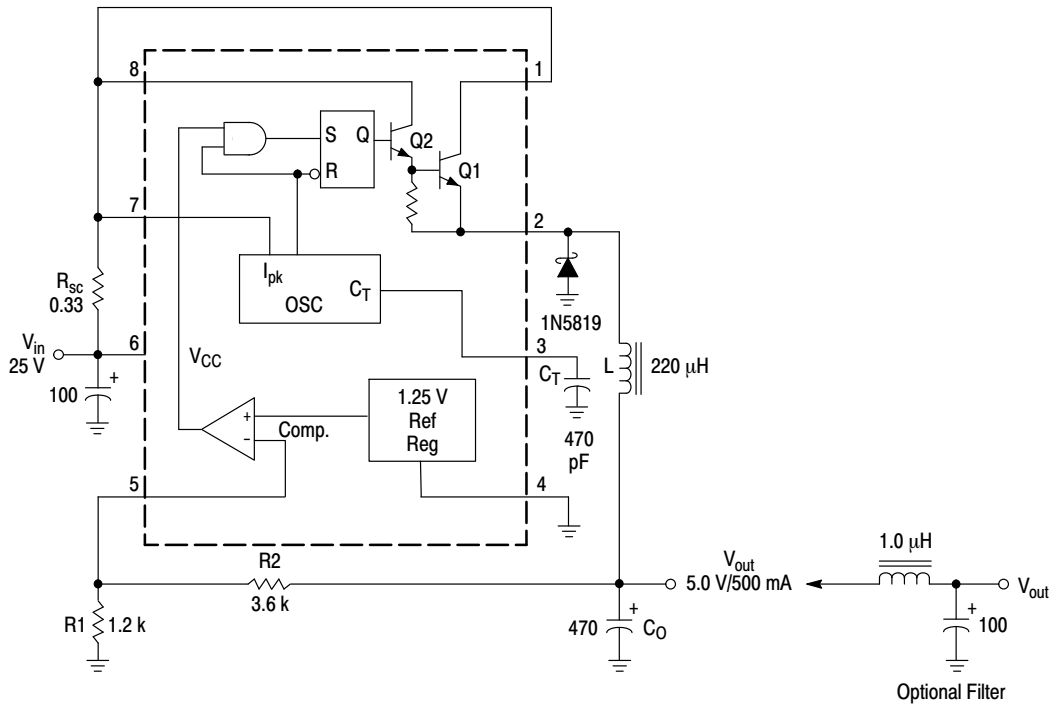 8
1
S
Q
R
Q2
Q1
7
2
Rsc
0.33
Ipk
CT
OSC
1N5819
Vin
25 V
6
VCC
3
CT
L
220 μH
100
+
470
pF
+
-
Comp.
1.25 V
Ref
Reg
5
4
R2
3.6 k
R1
1.2 k
Vout
5.0 V/500 mA
470
+
CO
1.0 μH
Vout
+
100
Optional Filter